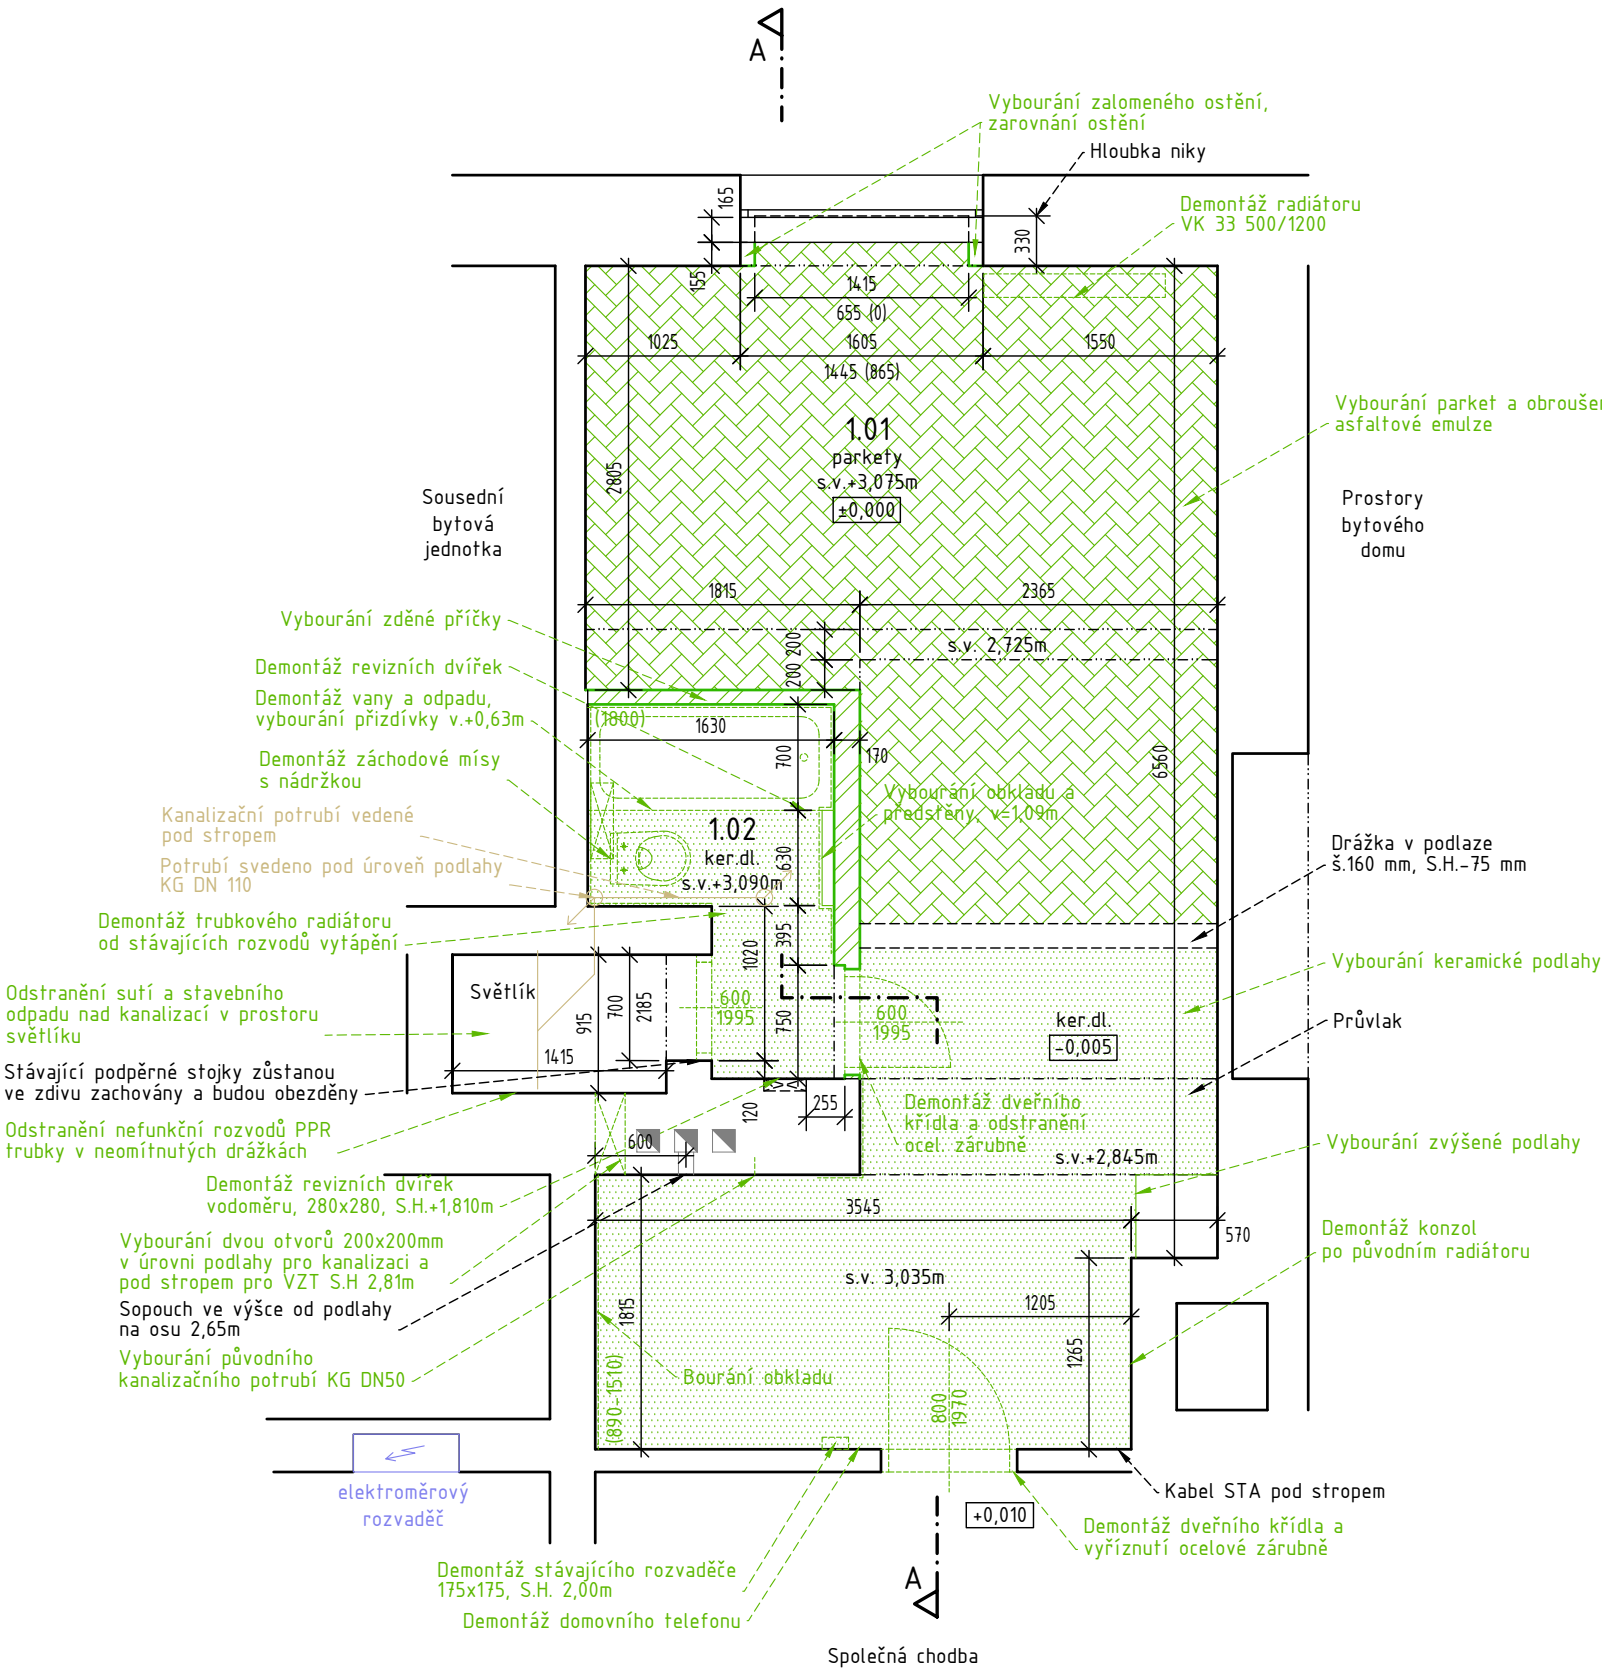 A
Vybourání zalomeného ostění,
zarovnání ostění
Hloubka niky
165
Demontáž radiátoru
VK 33 500/1200
330
155
1415
655 (0)
1025
1605
1550
1445 (865)
Vybourání parket a obrouše
asfaltové emulze
1.01
parkety
s.v.+3,075m
±0,000
2805
Sousední
bytová
jednotka
Prostory
bytového
domu
1815
2365
Vybourání zděné příčky
200 200
s.v. 2,725m
Demontáž revizních dvířek
Demontáž vany a odpadu,
vybourání přizdívky v.+0,63m
(1800)
1630
700
170
6560
Demontáž záchodové mísy
s nádržkou
Vybourání obkladu a
předstěny, v=1,09m
Kanalizační potrubí vedené
pod stropem
1.02
ker.dl.
s.v.+3.090m
630
Drážka v podlaze
š.160 mm, S.H.-75 mm
Potrubí svedeno pod úroveň podlahy
KG DN 110
Demontáž trubkového radiátoru
od stávajících rozvodů vytápění
1020
395
Vybourání keramické podlahy
Světlík
Odstranění sutí a stavebního
odpadu nad kanalizací v prostoru
světlíku
915
700
2185
600
1995
750
600
1995
ker.dl.
-0,005
Průvlak
1415
Stávající podpěrné stojky zůstanou
ve zdivu zachovány a budou obezděny
120
255
Demontáž dveřního
křídla a odstranění
ocel. zárubně
Odstranění nefunkční rozvodů PPR
trubky v neomítnutých drážkách
600
s.v.+2,845m
Vybourání zvýšené podlahy
Demontáž revizních dvířek
vodoměru, 280x280, S.H.+1,810m
3545
570
Demontáž konzol
po původním radiátoru
Vybourání dvou otvorů 200x200mm
v úrovni podlahy pro kanalizaci a
pod stropem pro VZT S.H 2,81m
s.v. 3,035m
Sopouch ve výšce od podlahy
na osu 2,65m
1815
1205
1265
Vybourání původního
kanalizačního potrubí KG DN50
Bourání obkladu
(890-1510)
800
1970
elektroměrový
rozvaděč
Kabel STA pod stropem
+0,010
Demontáž dveřního křídla a
vyříznutí ocelové zárubně
Demontáž stávajícího rozvaděče
175x175, S.H. 2,00m
A
Demontáž domovního telefonu
Společná chodba